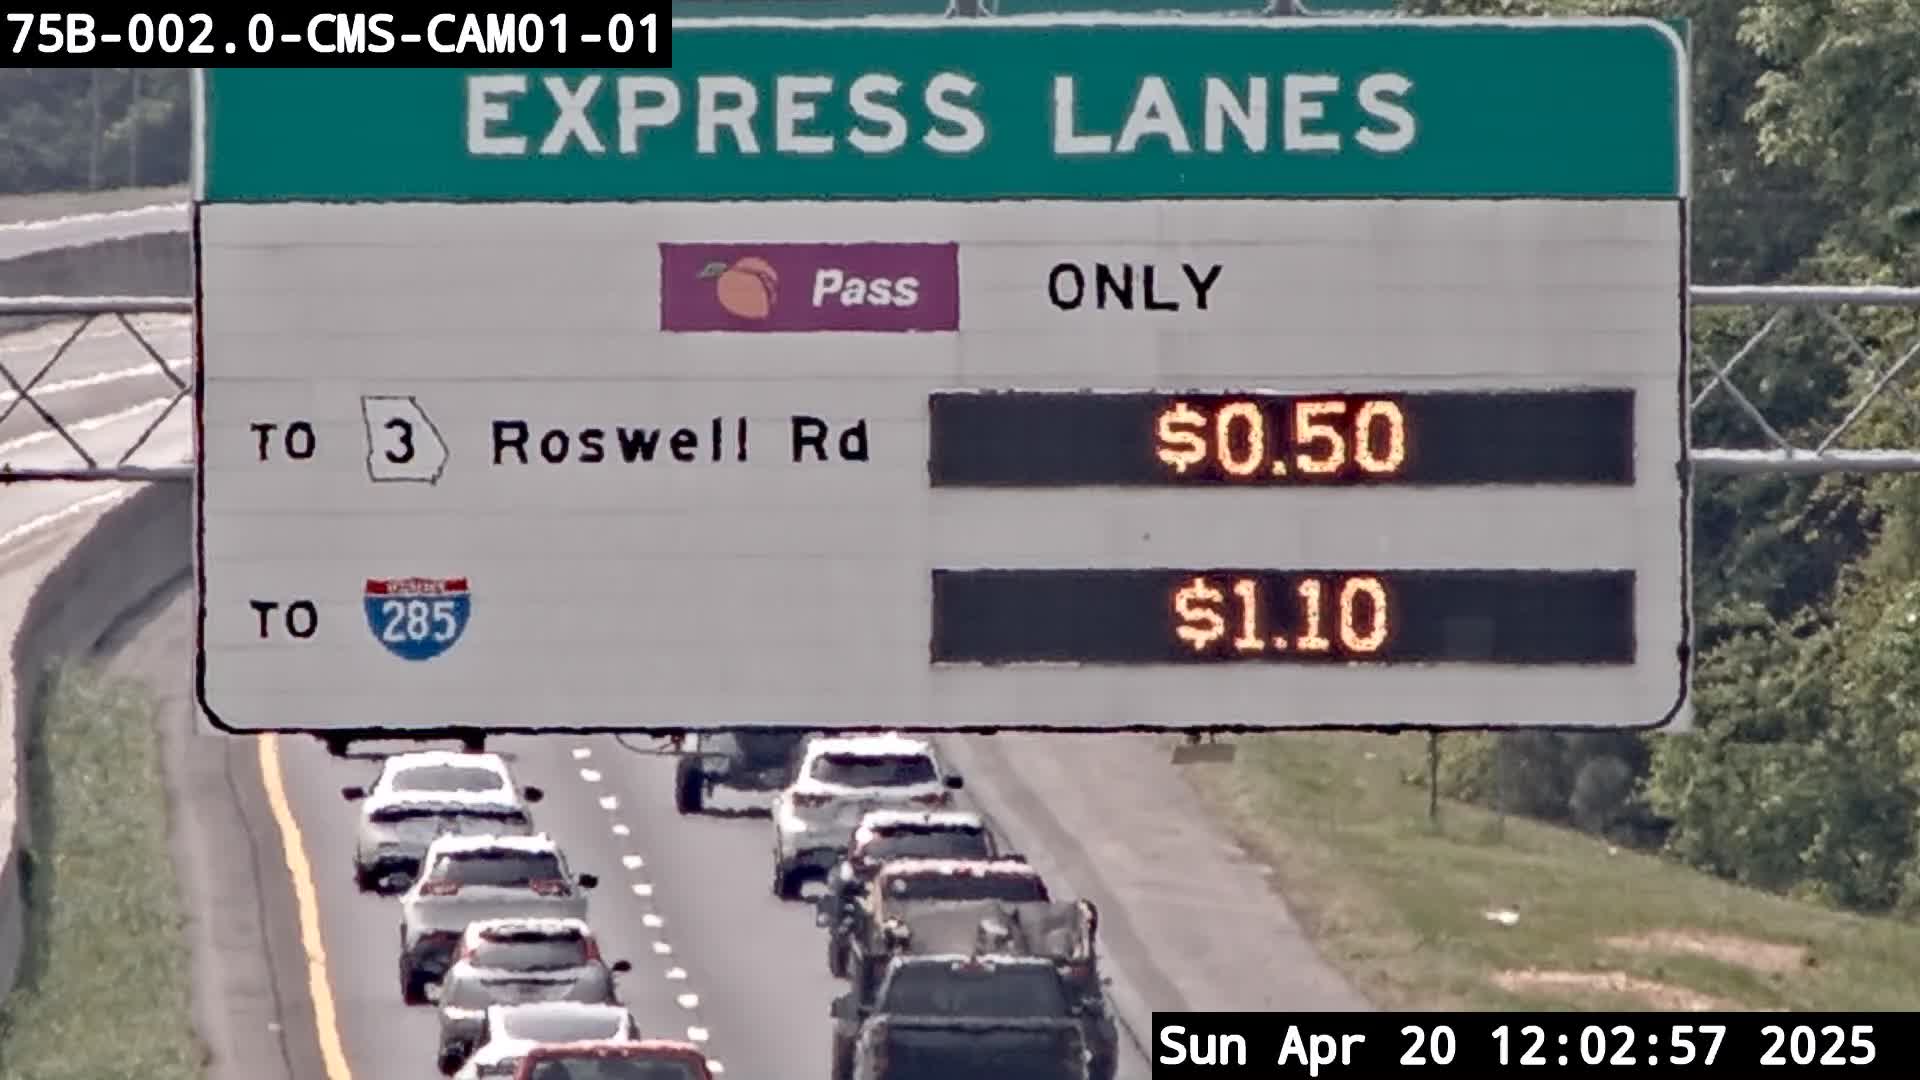 75B-002.0-CMS-CAM01-01
EXPRESS LANES
Pass ONLY
TO 3 Roswell Rd $0.50
TO 285 $1.10
Sun Apr 20 12:02:57 2025